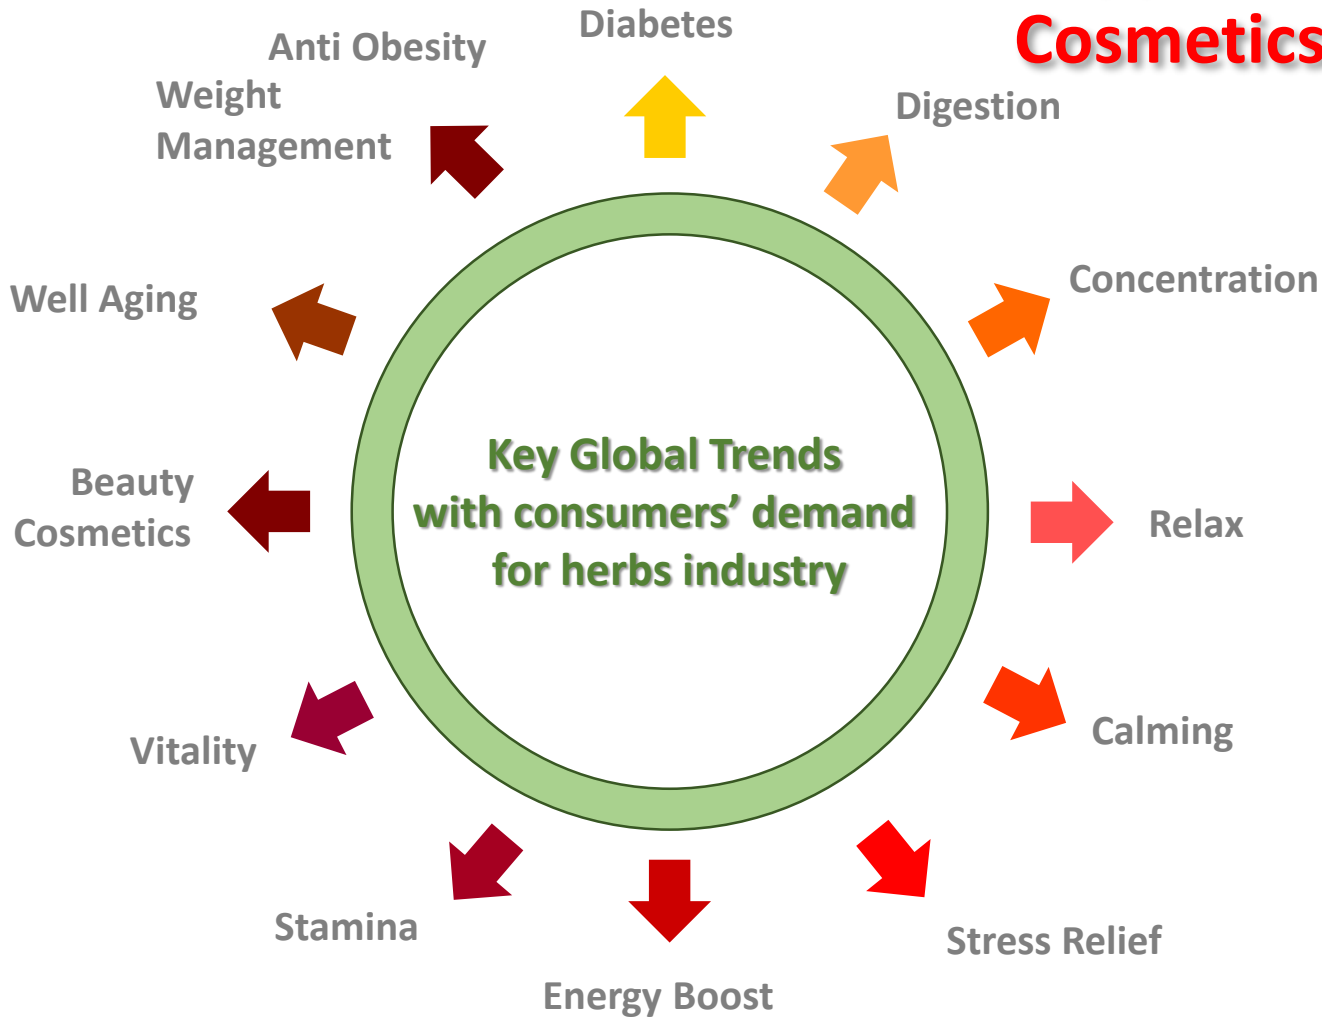 Cosmetics
Diabetes
Anti Obesity
Weight
Management
Digestion
Well Aging
Concentration
Key Global Trends
with consumers’ demand
for herbs industry
Beauty
Cosmetics
Relax
Vitality
Calming
Stamina
Stress Relief
Energy Boost